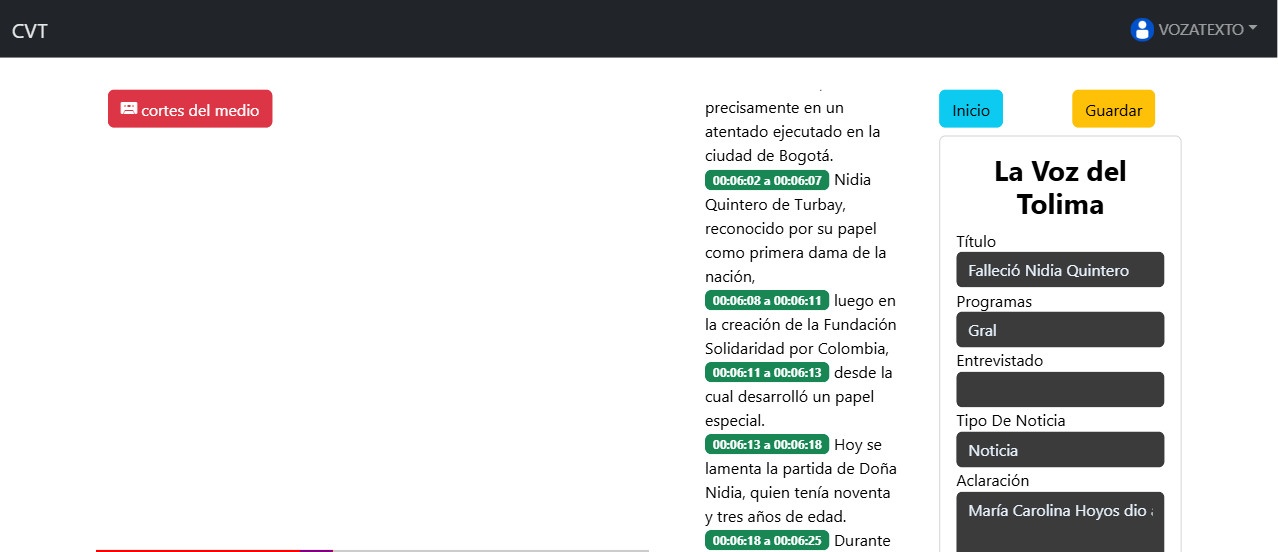 CVT
VOZATEXTO
cortes del medio
precisamente en un
atentado ejecutado en la
ciudad de Bogotá.
00:06:02 a 00:06:07 Nidia
Quintero de Turbay,
reconocido por su papel
como primera dama de la
nación,
00:06:08 a 00:06:11 luego en
la creación de la Fundación
Solidaridad por Colombia,
00:06:11 a 00:06:13 desde la
cual desarrolló un papel
especial.
00:06:13 a 00:06:18 Hoy se
lamenta la partida de Doña
Nidia, quien tenía noventa
y tres años de edad.
00:06:18 a 00:06:25 Durante
Inicio
Guardar
La Voz del
Tolima
Título
Falleció Nidia Quintero
Programas
Gral
Entrevistado
Tipo De Noticia
Noticia
Aclaración
María Carolina Hoyos dio